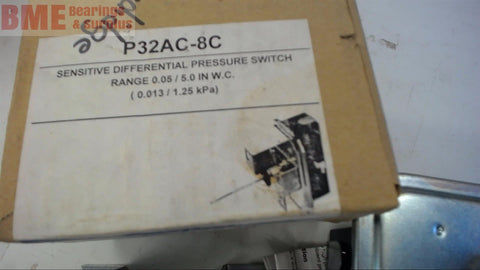 BME Bearings
& surplus
P32AC-8C
SENSITIVE DIFFERENTIAL PRESSURE SWITCH
RANGE 0.05 / 5.0 IN W.C.
( 0.013 / 1.25 kPa)